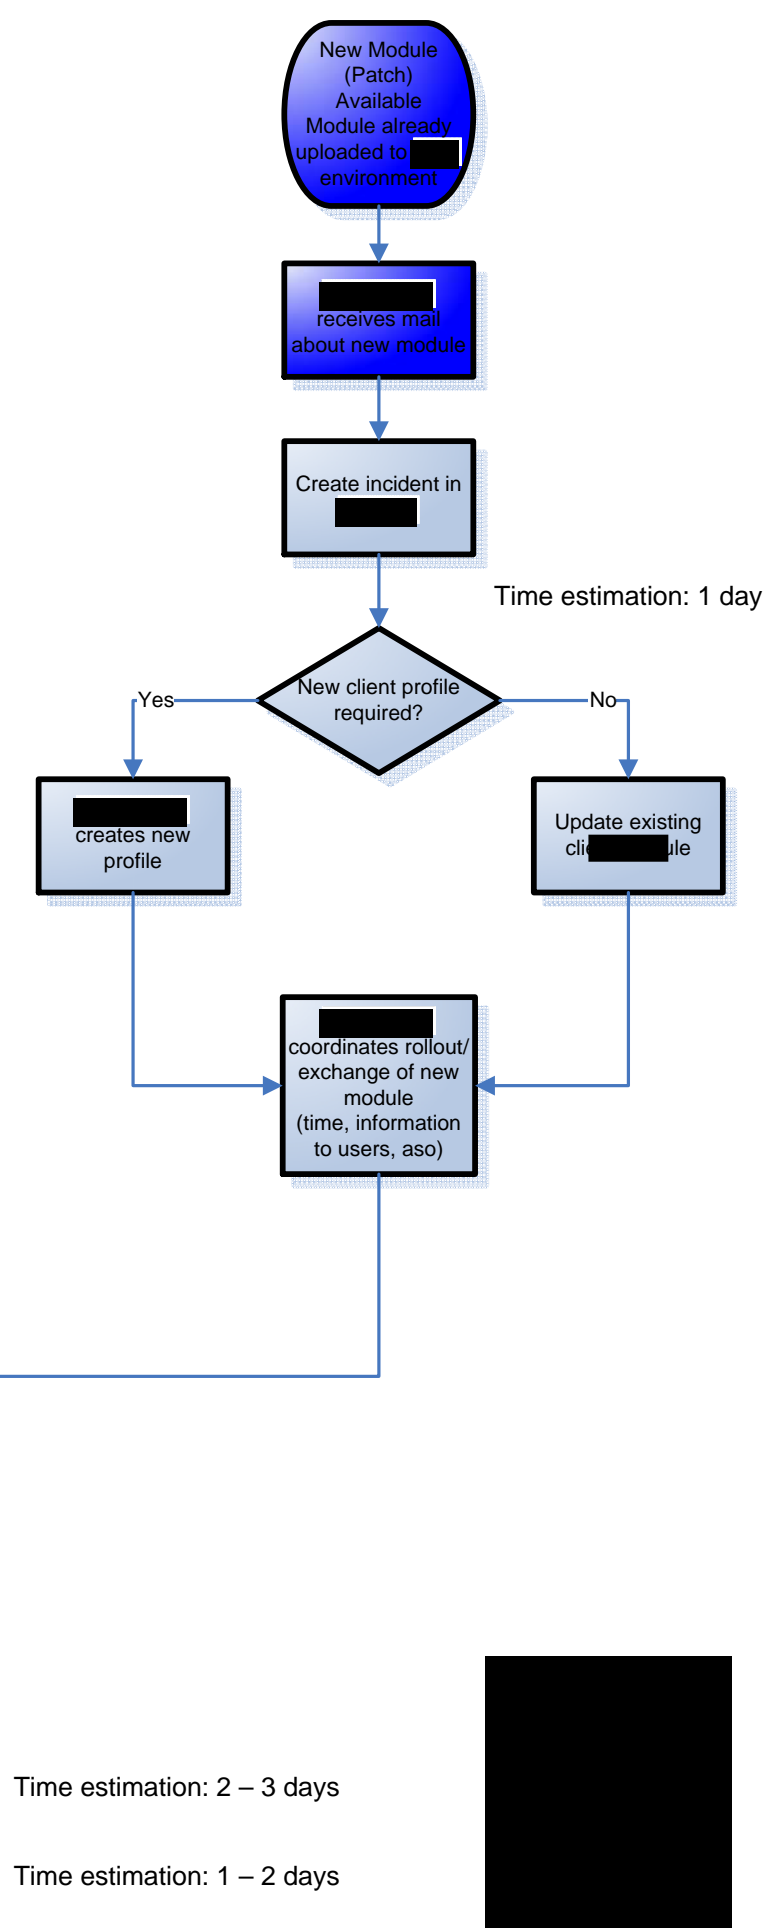 New Module
(Patch)
Available
Module already
uploaded to
environment
receives mail
about new module
Create incident in
Time estimation: 1 day
New client profile
required?
Yes
No
creates new
profile
Update existing
coordinates rollout/
exchange of new
module
(time, information
to users, aso)
Time estimation: 2 – 3 days
Time estimation: 1 – 2 days